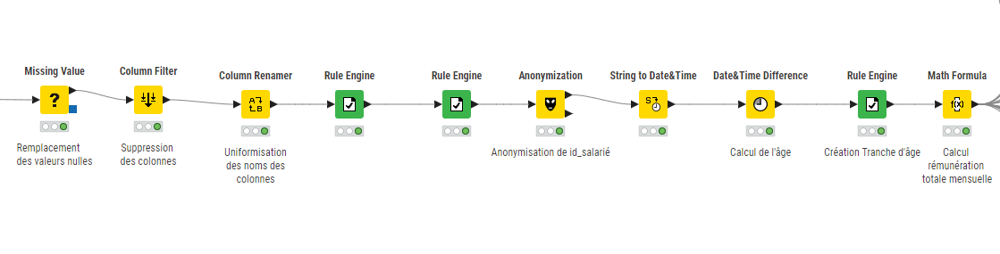 Missing Value
Column Filter
Column Renamer
Rule Engine
Rule Engine
Anonymization
String to Date&Time
Date&Time Difference
Rule Engine
Math Formula
?
A
B
S
f(x)
Remplacement
des valeurs nulles
Suppression
des colonnes
Uniformisation
des noms des
colonnes
Anonymisation de id_salarié
Calcul de l'âge
Création Tranche d'âge
Calcul
rémunération
totale mensuelle